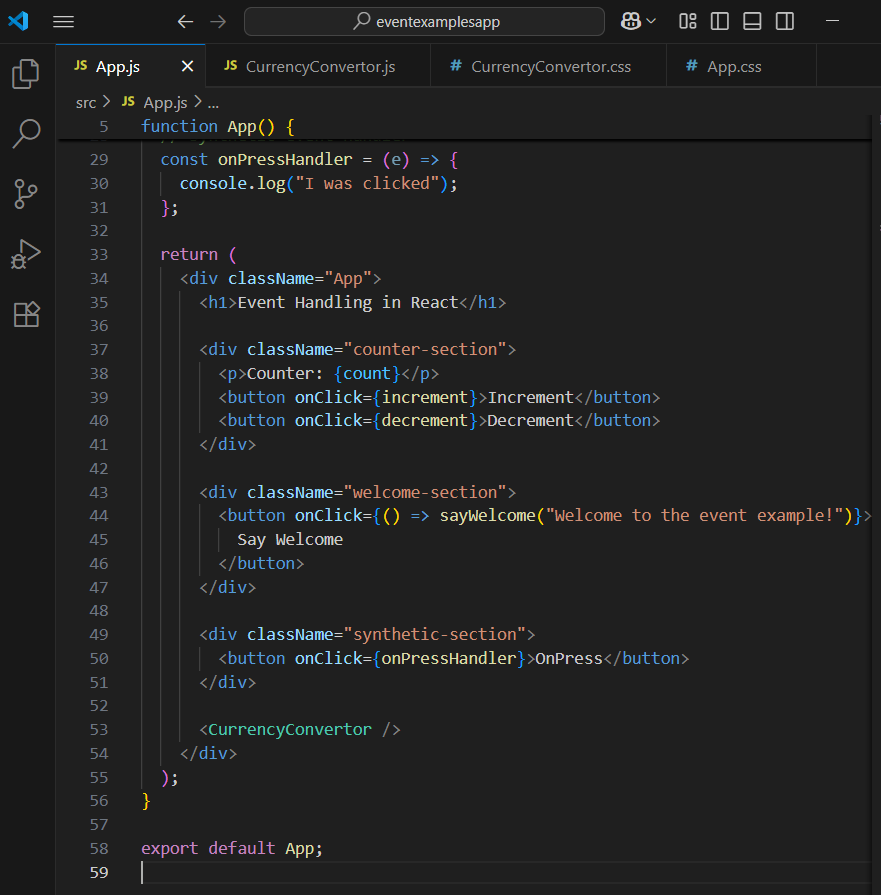 eventexamplesapp
JS App.js
JS CurrencyConvertor.js
# CurrencyConvertor.css
# App.css
src > JS App.js > ...
5 function App() {
29 const onPressHandler = (e) => {
30 console.log("I was clicked");
31 };
32
33 return (
34 <div className="App">
35 <h1>Event Handling in React</h1>
36
37 <div className="counter-section">
38 <p>Counter: {count}</p>
39 <button onClick={increment}>Increment</button>
40 <button onClick={decrement}>Decrement</button>
41 </div>
42
43 <div className="welcome-section">
44 <button onClick={() => sayWelcome("Welcome to the event example!")}>
45 Say Welcome
46 </button>
47 </div>
48
49 <div className="synthetic-section">
50 <button onClick={onPressHandler}>OnPress</button>
51 </div>
52
53 <CurrencyConvertor />
54 </div>
55 );
56 }
57
58 export default App;
59